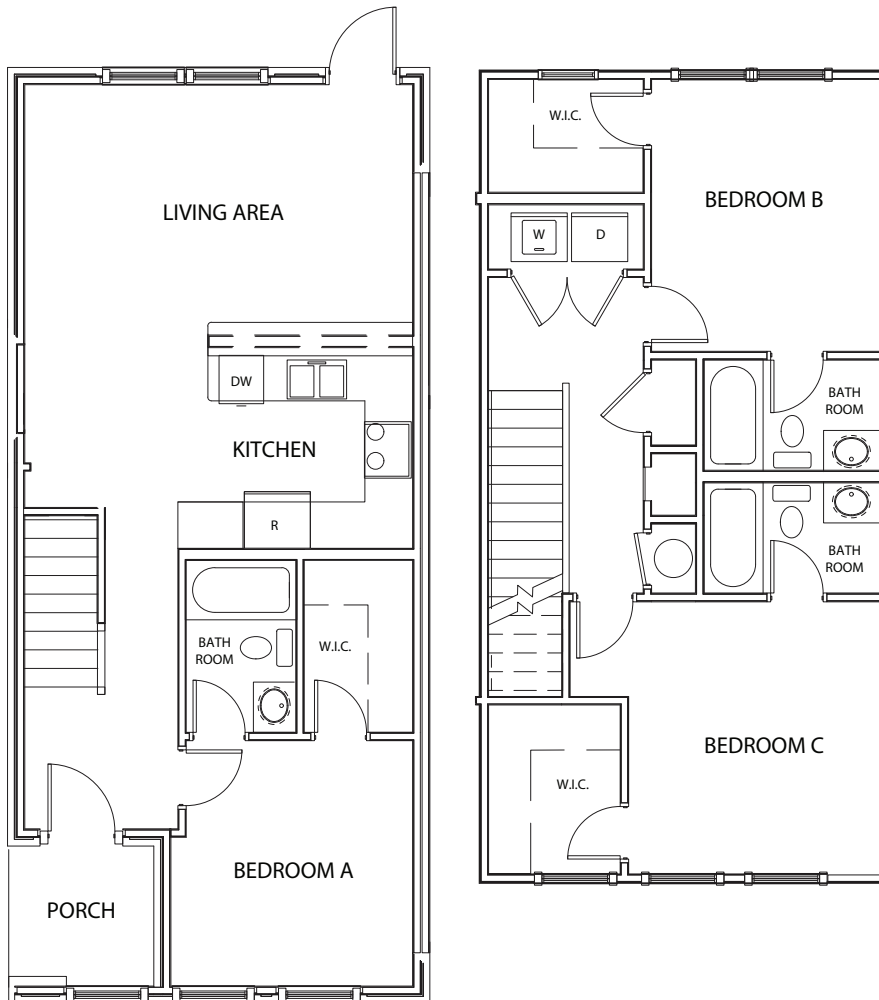 LIVING AREA
DW
KITCHEN
R
BATH
ROOM
W.I.C.
BEDROOM A
PORCH
W.I.C.
BEDROOM B
W
D
BATH
ROOM
BATH
ROOM
BEDROOM C
W.I.C.